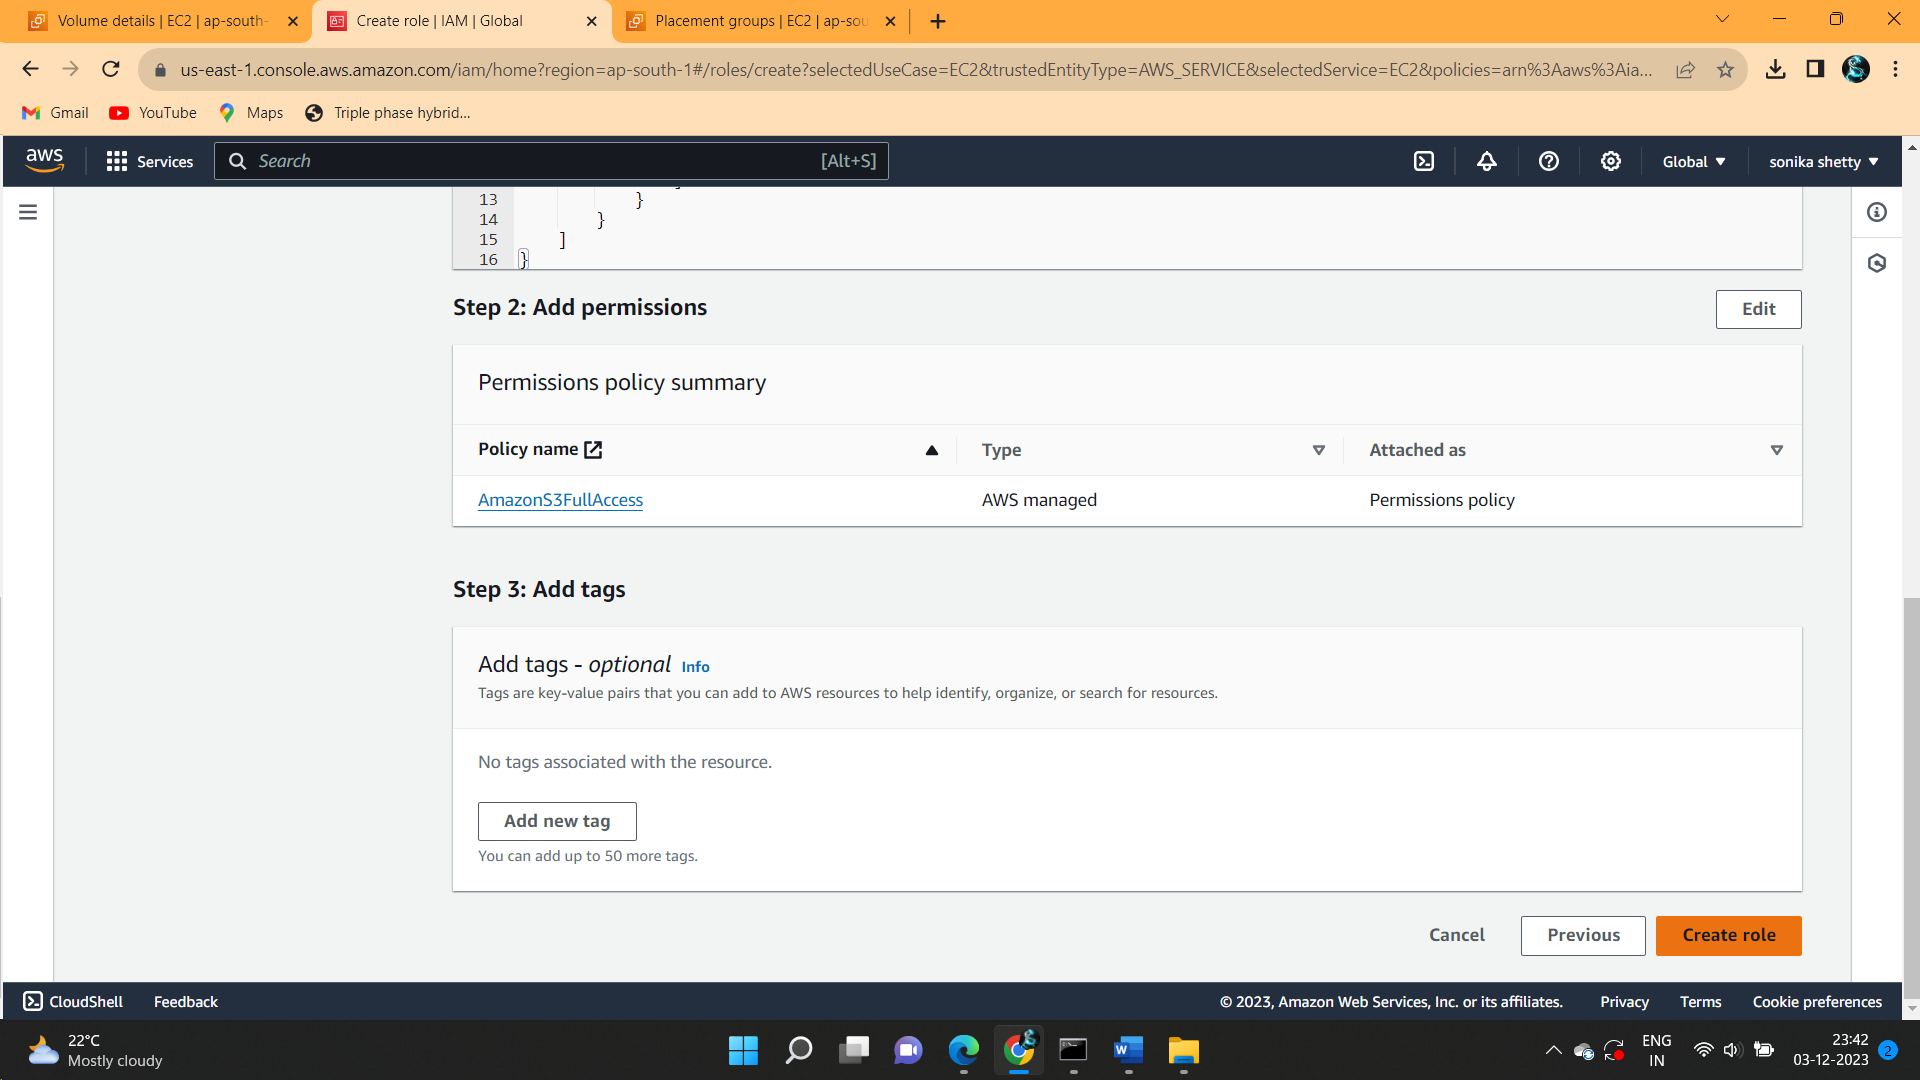 Volume details | EC2 | ap-south-
Create role | IAM | Global
Placement groups | EC2 | ap-sou
us-east-1.console.aws.amazon.com/iam/home?region=ap-south-1#/roles/create?selectedUseCase=EC2&trustedEntityType=AWS_SERVICE&selectedService=EC2&policies=arn%3Aaws%3Aia...
Gmail
YouTube
Maps
Triple phase hybrid...
aws
Services
Search
[Alt+S]
Global
sonika shetty
13 }
14 }
15 ]
16 }
Step 2: Add permissions
Edit
Permissions policy summary
Policy name
Type
Attached as
AmazonS3FullAccess
AWS managed
Permissions policy
Step 3: Add tags
Add tags - optional Info
Tags are key-value pairs that you can add to AWS resources to help identify, organize, or search for resources.
No tags associated with the resource.
Add new tag
You can add up to 50 more tags.
Cancel
Previous
Create role
CloudShell
Feedback
© 2023, Amazon Web Services, Inc. or its affiliates.
Privacy
Terms
Cookie preferences
22°C
Mostly cloudy
ENG
IN
23:42
03-12-2023
2